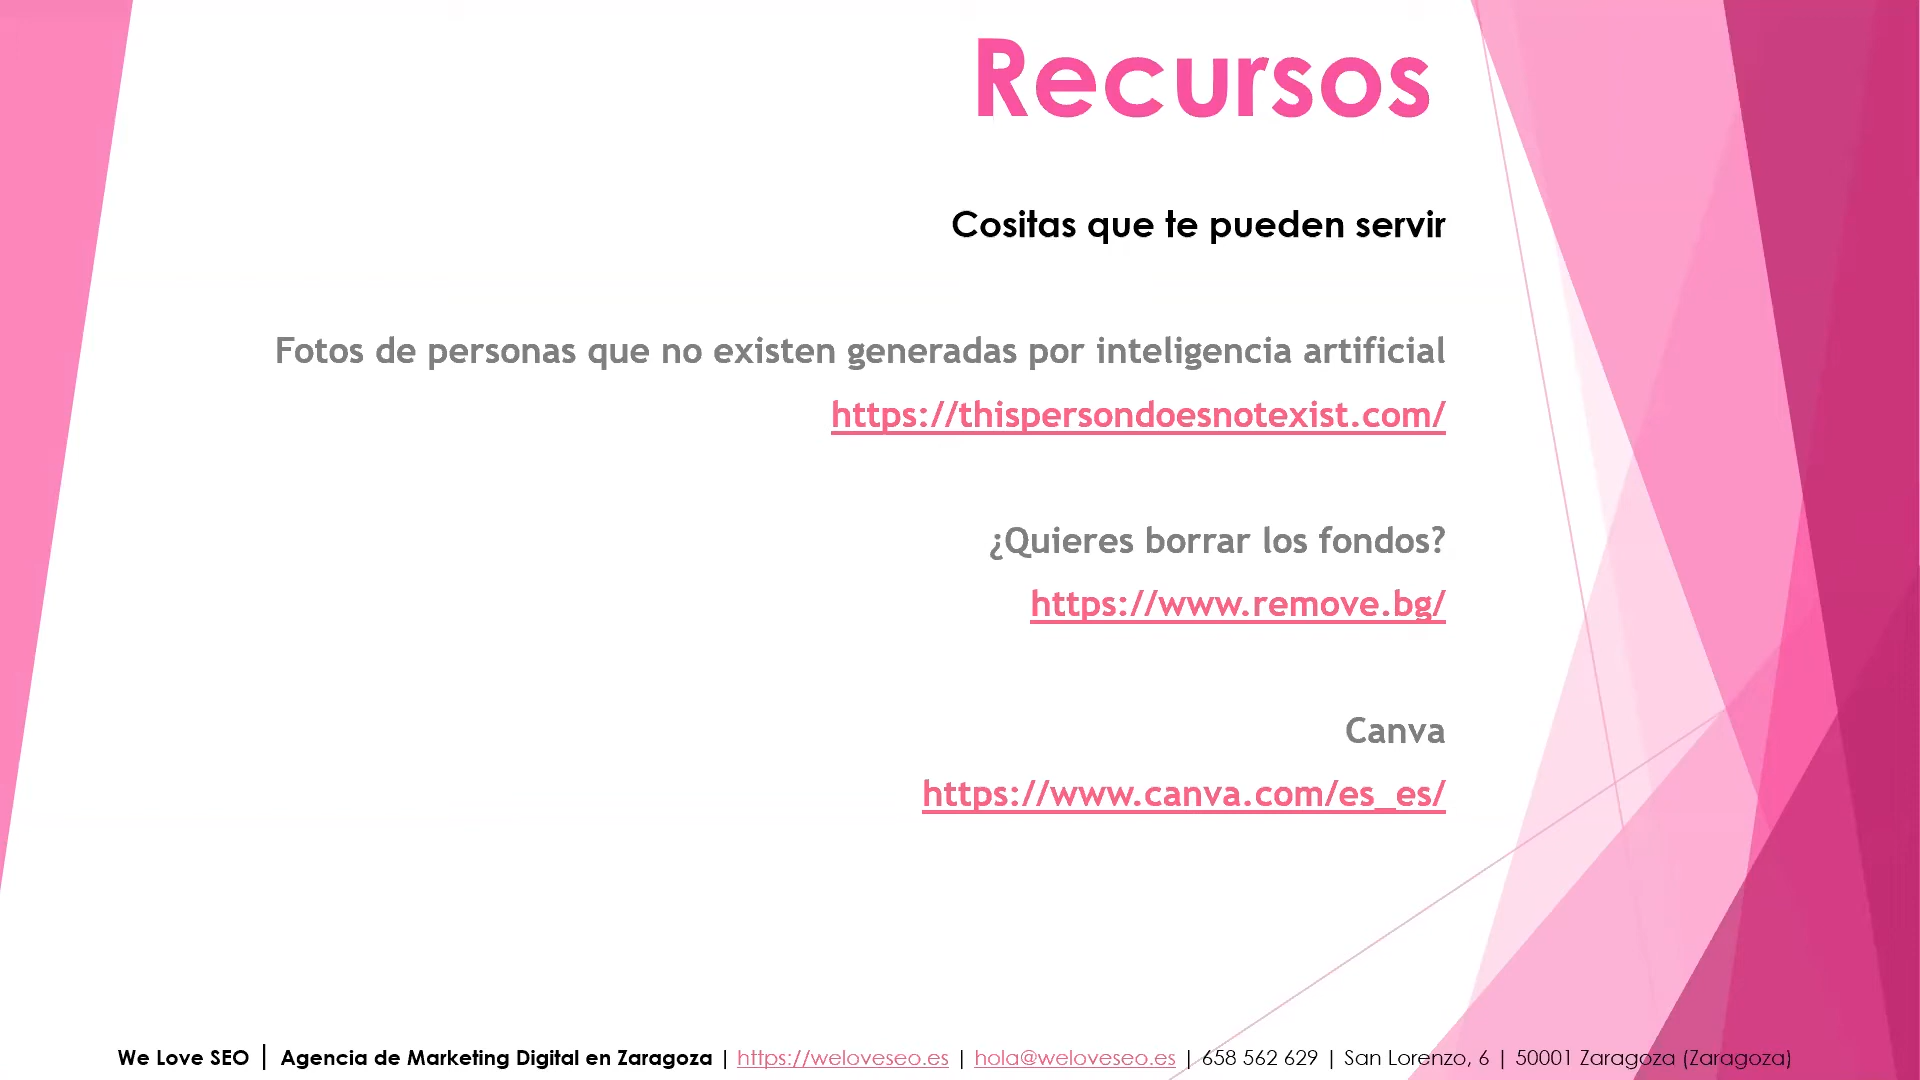 Recursos
Cositas que te pueden servir
Fotos de personas que no existen generadas por inteligencia artificial
https://thispersondoesnotexist.com/
¿Quieres borrar los fondos?
https://www.remove.bg/
Canva
https://www.canva.com/es_es/
We Love SEO | Agencia de Marketing Digital en Zaragoza | https://weloveseo.es | hola@weloveseo.es | 658 562 629 | San Lorenzo, 6 | 50001 Zaragoza (Zaragoza)